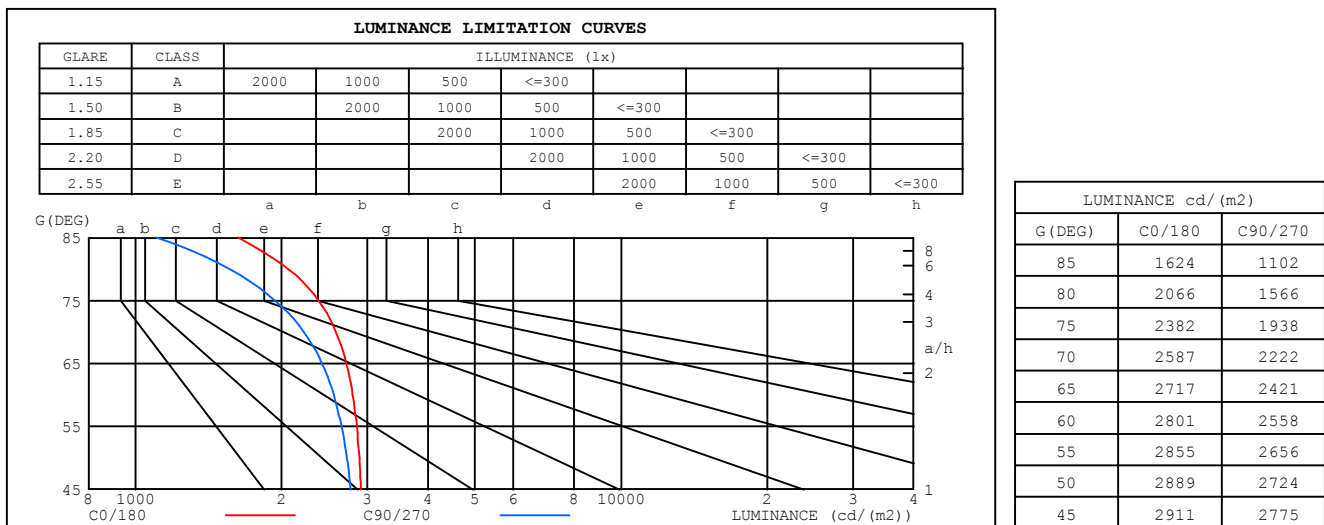 LUMINANCE LIMITATION CURVES
GLARE CLASS ILLUMINANCE (lx)
1.15 A 2000 1000 500 <=300
1.50 B 2000 1000 500 <=300
1.85 C 2000 1000 500 <=300
2.20 D 2000 1000 500 <=300
2.55 E 2000 1000 500 <=300
a b c d e f g h
G(DEG)
a b c d e f g h
85
75
65
55
45
8
6
4
3
a/h
2
1
8 1000 2 3 4 5 6 8 10000 2 3 4
C0/180 C90/270 LUMINANCE (cd/(m2))
LUMINANCE cd/(m2)
G(DEG) C0/180 C90/270
85 1624 1102
80 2066 1566
75 2382 1938
70 2587 2222
65 2717 2421
60 2801 2558
55 2855 2656
50 2889 2724
45 2911 2775